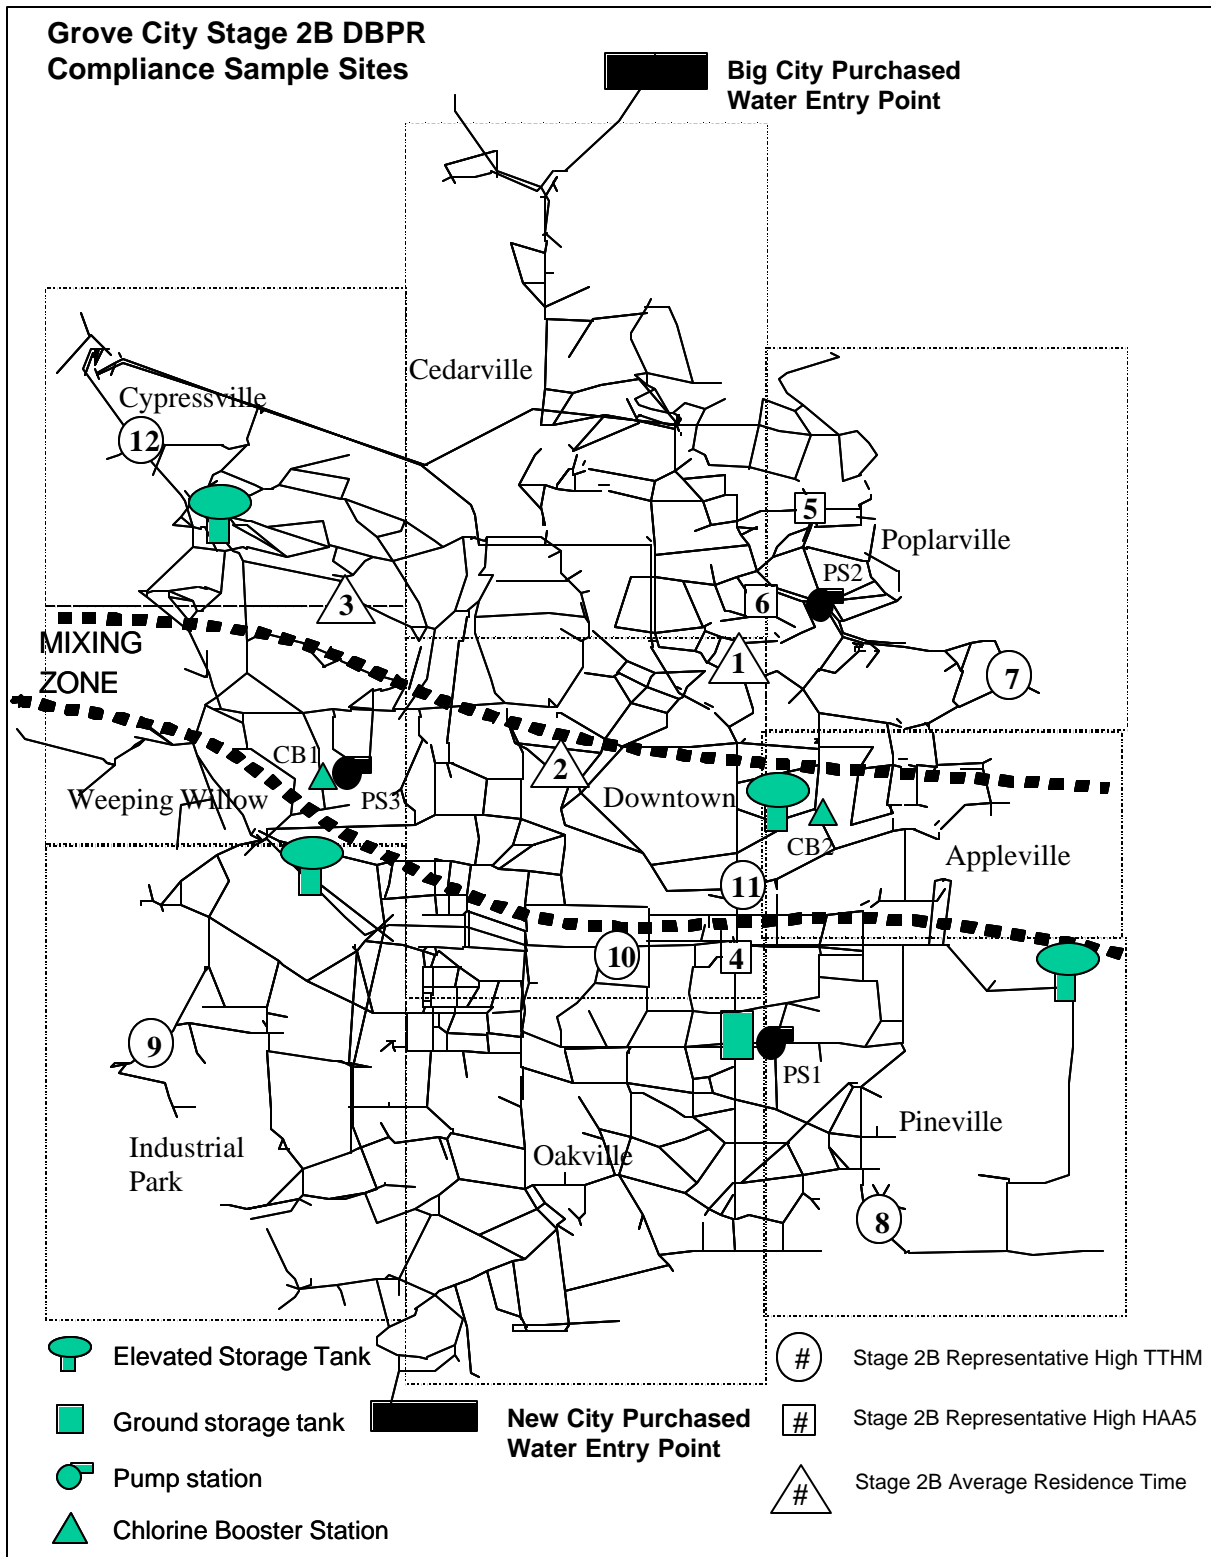 Grove City Stage 2B DBPR
Compliance Sample Sites
Big City Purchased
Water Entry Point
Cedarville
Cypressville
12
5
Poplarville
PS2
6
3
MIXING
ZONE
1
7
CB1
2
Weeping Willow
PS3
Downtown
CB2
Appleville
11
10
4
9
PS1
Pineville
Industrial
Park
Oakville
8
Elevated Storage Tank
# Stage 2B Representative High TTHM
Ground storage tank
New City Purchased
Water Entry Point
# Stage 2B Representative High HAA5
Pump station
# Stage 2B Average Residence Time
Chlorine Booster Station